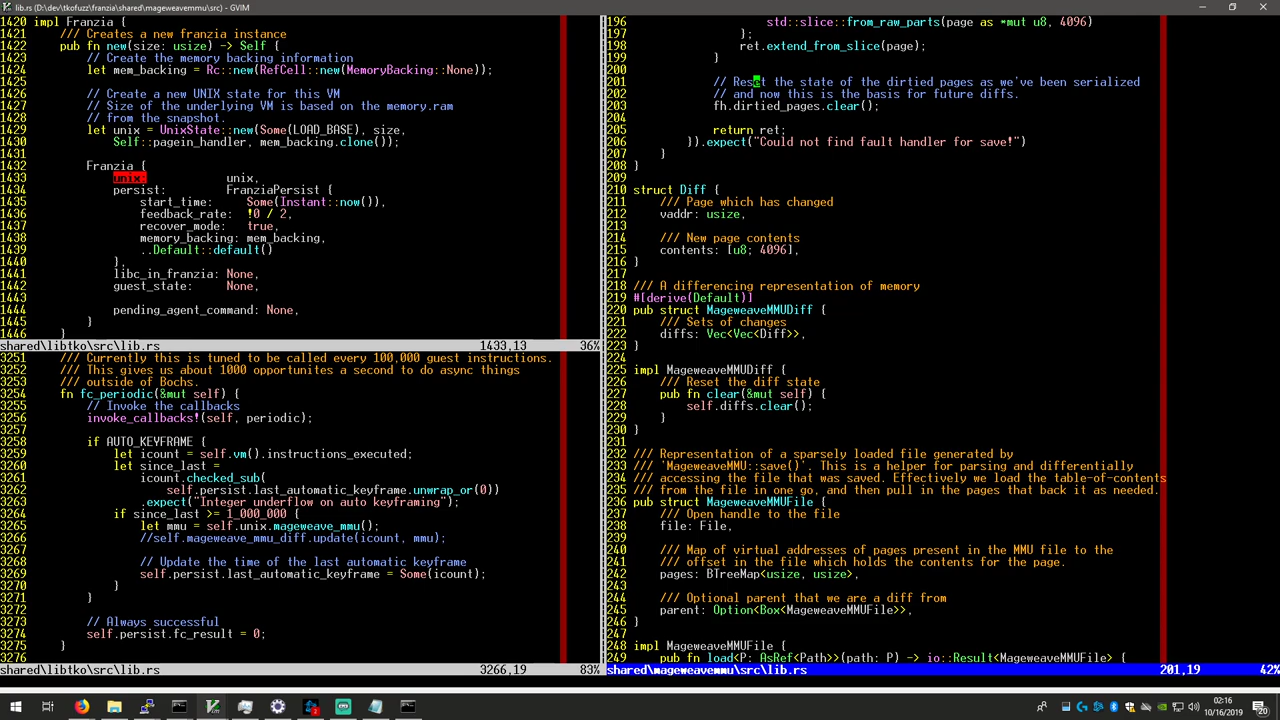 lib.rs (D:\dev\tkofuzz\franzia\shared\mageweavemmu\src) - GVIM
1420 impl Franzia {
1421     /// Creates a new franzia instance
1422     pub fn new(size: usize) -> Self {
1423         // Create the memory backing information
1424         let mem_backing = Rc::new(RefCell::new(MemoryBacking::None));
1425
1426         // Create a new UNIX state for this VM
1427         // Size of the underlying VM is based on the memory.ram
1428         // from the snapshot.
1429         let unix = UnixState::new(Some(LOAD_BASE), size,
1430             Self::pagein_handler, mem_backing.clone());
1431
1432         Franzia {
1433             unix:            unix,
1434             persist:         FranziaPersist {
1435                 start_time:     Some(Instant::now()),
1436                 feedback_rate:  !0 / 2,
1437                 recover_mode:   true,
1438                 memory_backing: mem_backing,
1439                 ..Default::default()
1440             },
1441             libc_in_franzia: None,
1442             guest_state:     None,
1443
1444             pending_agent_command: None,
1445         }
1446     }
shared\libtko\src\lib.rs 1433,13 36%
3251     /// Currently this is tuned to be called every 100,000 guest instructions.
3252     /// This gives us about 1000 opportunites a second to do async things
3253     /// outside of Bochs.
3254     fn fc_periodic(&mut self) {
3255         // Invoke the callbacks
3256         invoke_callbacks!(self, periodic);
3257
3258         if AUTO_KEYFRAME {
3259             let icount = self.vm().instructions_executed;
3260             let since_last =
3261                 icount.checked_sub(
3262                     self.persist.last_automatic_keyframe.unwrap_or(0))
3263                 .expect("Integer underflow on auto keyframing");
3264             if since_last >= 1_000_000 {
3265                 let mmu = self.unix.mageweave_mmu();
3266                 //self.mageweave_mmu_diff.update(icount, mmu);
3267
3268                 // Update the time of the last automatic keyframe
3269                 self.persist.last_automatic_keyframe = Some(icount);
3270             }
3271         }
3272
3273         // Always successful
3274         self.persist.fc_result = 0;
3275     }
3276
shared\libtko\src\lib.rs 3266,19 83%
196                     std::slice::from_raw_parts(page as *mut u8, 4096)
197                 };
198                 ret.extend_from_slice(page);
199             }
200
201             // Reset the state of the dirtied pages as we've been serialized
202             // and now this is the basis for future diffs.
203             fh.dirtied_pages.clear();
204
205             return ret;
206         }).expect("Could not find fault handler for save!")
207     }
208 }
209
210 struct Diff {
211     /// Page which has changed
212     vaddr: usize,
213
214     /// New page contents
215     contents: [u8; 4096],
216 }
217
218 /// A differencing representation of memory
219 #[derive(Default)]
220 pub struct MageweaveMMUDiff {
221     /// Sets of changes
222     diffs: Vec<Vec<Diff>>,
223 }
224
225 impl MageweaveMMUDiff {
226     /// Reset the diff state
227     pub fn clear(&mut self) {
228         self.diffs.clear();
229     }
230 }
231
232 /// Representation of a sparsely loaded file generated by
233 /// `MageweaveMMU::save()`. This is a helper for parsing and differentially
234 /// accessing the file that was saved. Effectively we load the table-of-contents
235 /// from the file in one go, and then pull in the pages that back it as needed.
236 pub struct MageweaveMMUFile {
237     /// Open handle to the file
238     file: File,
239
240     /// Map of virtual addresses of pages present in the MMU file to the
241     /// offset in the file which holds the contents for the page.
242     pages: BTreeMap<usize, usize>,
243
244     /// Optional parent that we are a diff from
245     parent: Option<Box<MageweaveMMUFile>>,
246 }
247
248 impl MageweaveMMUFile {
249     pub fn load<P: AsRef<Path>>(path: P) -> io::Result<MageweaveMMUFile> {
shared\mageweavemmu\src\lib.rs 201,19 42%
02:16
10/16/2019
20